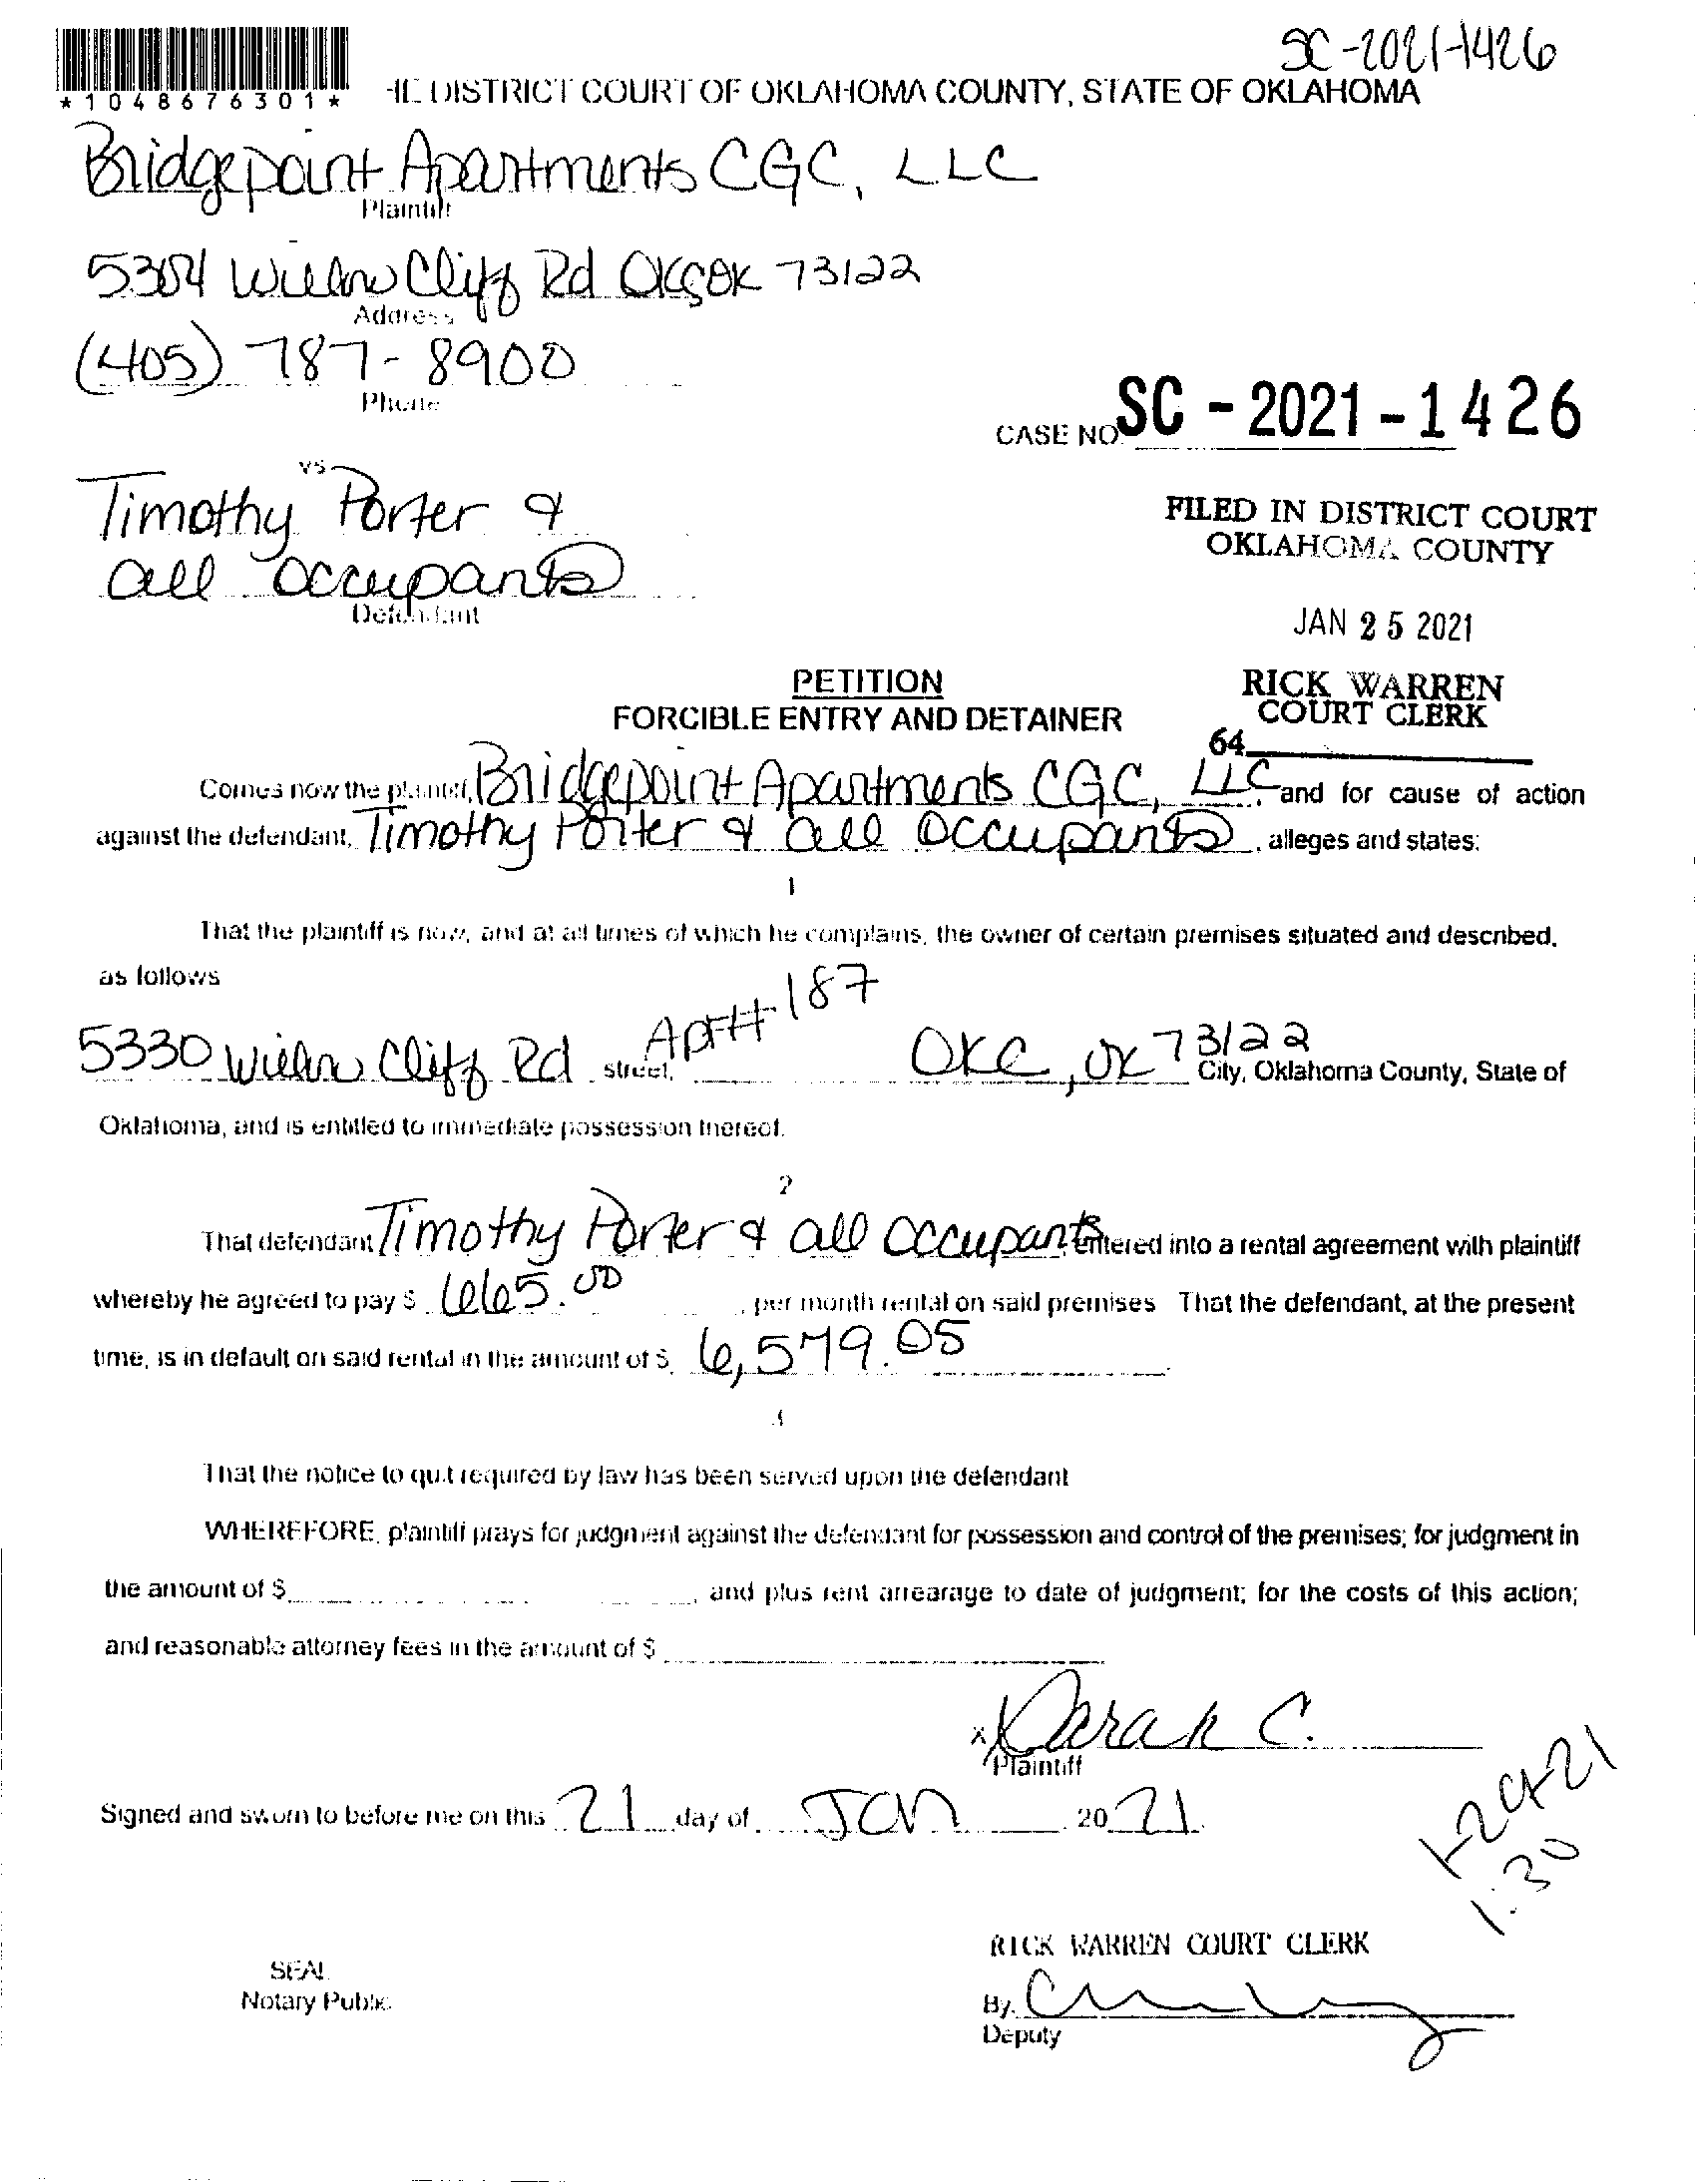 SC-2021-1426
*1048676301* HE DISTRICT COURT OF OKLAHOMA COUNTY, STATE OF OKLAHOMA
Bridgepoint Apartments CGC, LLC
Plaintiff
5304 Willow Cliff Rd OKC OK 73122
Address
(405) 787-8900
Phone
CASE NO. SC-2021-1426
vs
Timothy Porter &
all occupants
Defendant
FILED IN DISTRICT COURT
OKLAHOMA COUNTY
JAN 25 2021
RICK WARREN
COURT CLERK
64
PETITION
FORCIBLE ENTRY AND DETAINER
Comes now the plaintiff, Bridgepoint Apartments CGC, LLC, and for cause of action
against the defendant, Timothy Porter & all occupants, alleges and states:
1
That the plaintiff is now, and at all times of which he complains, the owner of certain premises situated and described,
as follows
5330 Willow Cliff Rd street, Apt# 187 OKC, OK 73122 City, Oklahoma County, State of
Oklahoma, and is entitled to immediate possession thereof.
2
That defendant Timothy Porter & all occupants entered into a rental agreement with plaintiff
whereby he agreed to pay $ 665.00, per month rental on said premises That the defendant, at the present
time, is in default on said rental in the amount of $ 6,579.05
3
That the notice to quit required by law has been served upon the defendant
WHEREFORE, plaintiff prays for judgment against the defendant for possession and control of the premises; for judgment in
the amount of $ , and plus rent arrearage to date of judgment; for the costs of this action;
and reasonable attorney fees in the amount of $
x Sarah C.
Plaintiff
Signed and sworn to before me on this 21 day of Jan 20 21
1:30
RICK WARREN COURT CLERK
SEAL
Notary Public
By.
Deputy